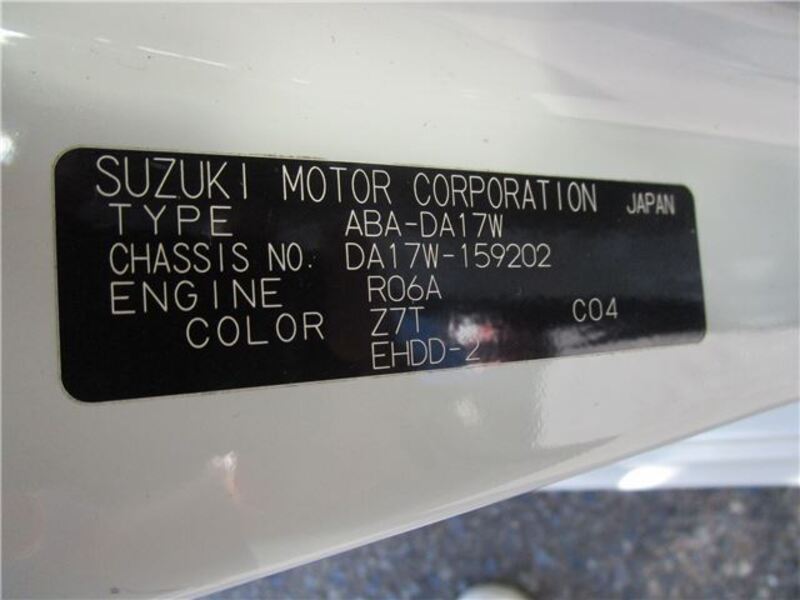 SUZUKI MOTOR CORPORATION JAPAN
TYPE ABA-DA17W
CHASSIS NO. DA17W-159202
ENGINE R06A
COLOR Z7T C04
EHDD-2